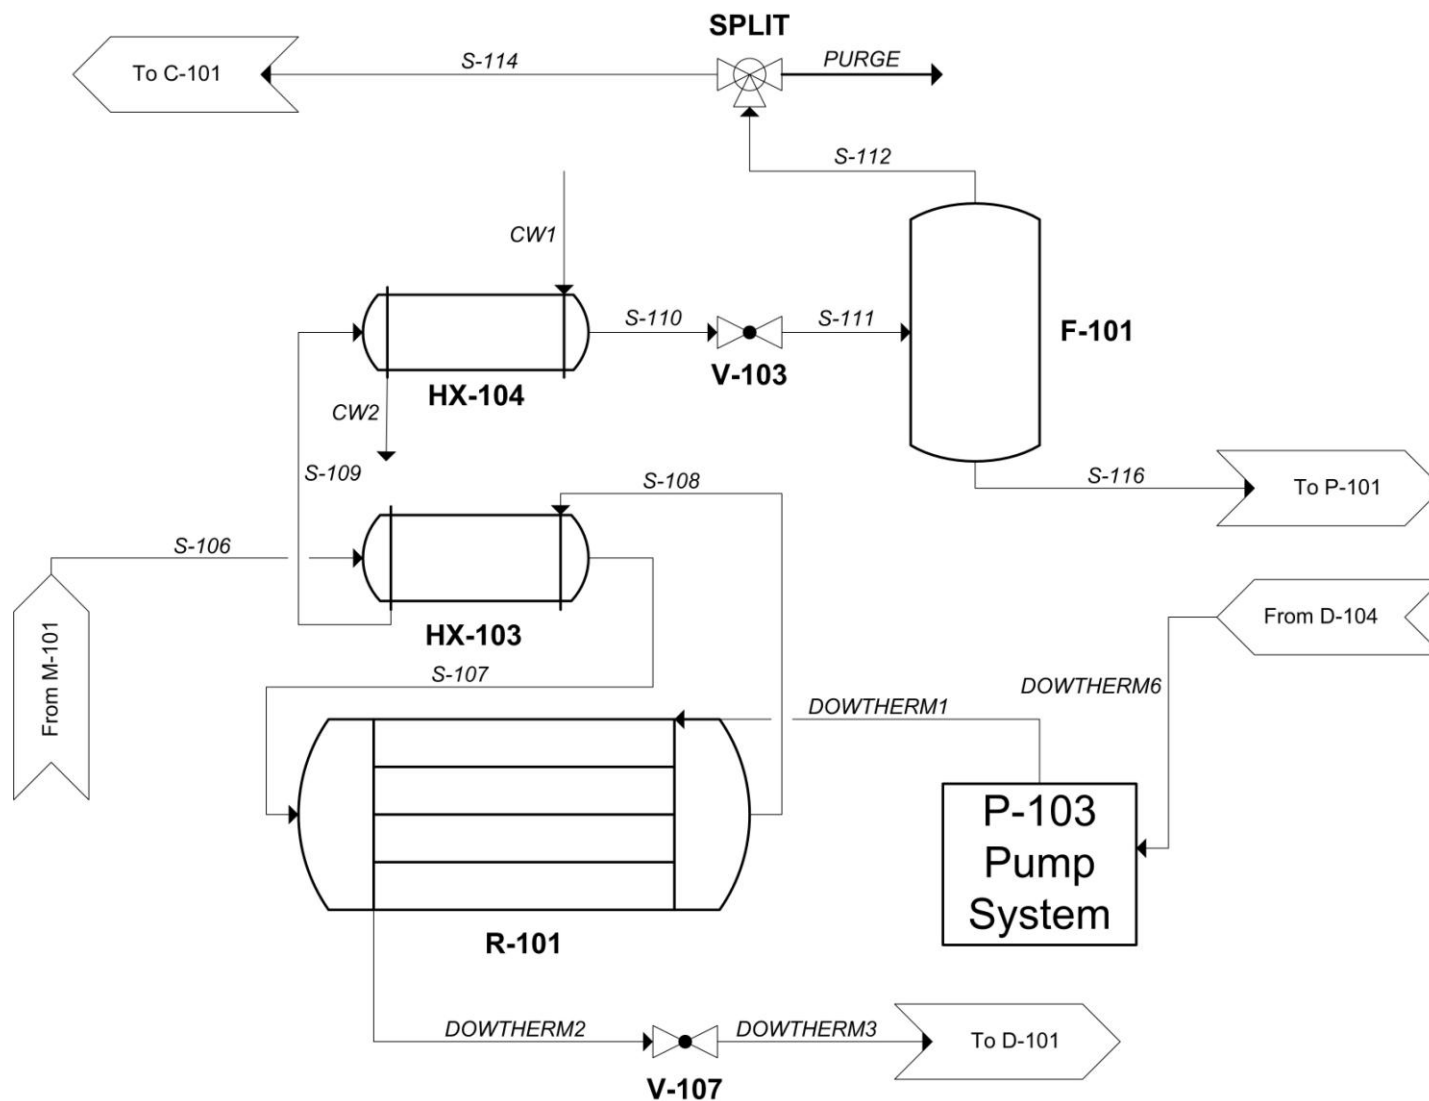 SPLIT
To C-101
S-114
PURGE
S-112
CW1
S-110
S-111
F-101
V-103
HX-104
CW2
S-109
S-108
S-116
To P-101
S-106
From M-101
HX-103
From D-104
S-107
DOWTHERM6
DOWTHERM1
P-103
Pump
System
R-101
DOWTHERM2
DOWTHERM3
To D-101
V-107